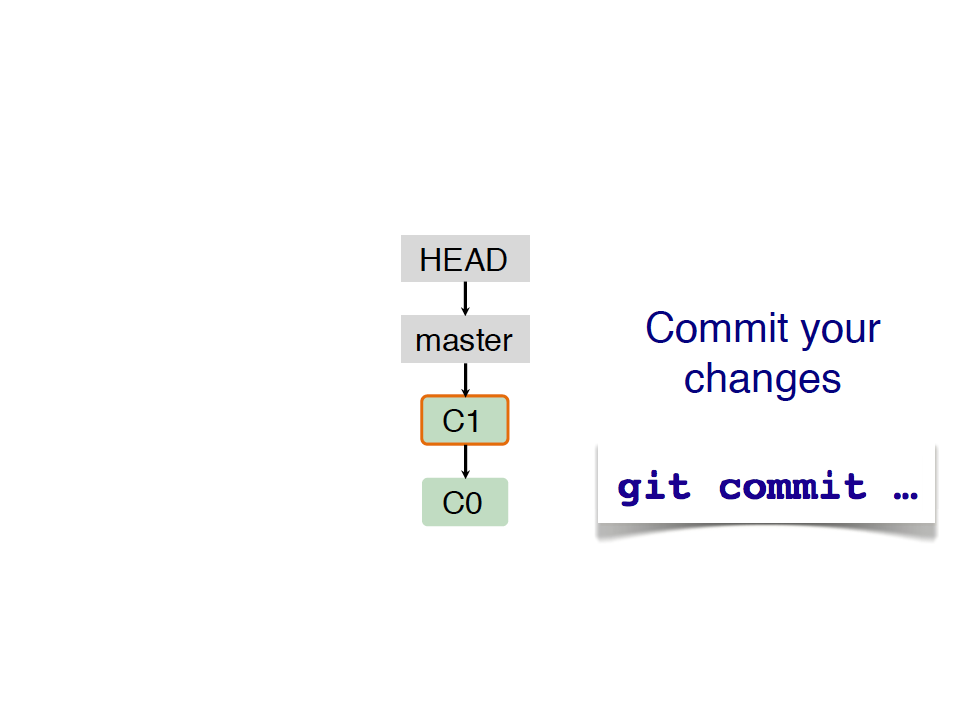 HEAD
master
C1
C0
Commit your
changes
git commit …